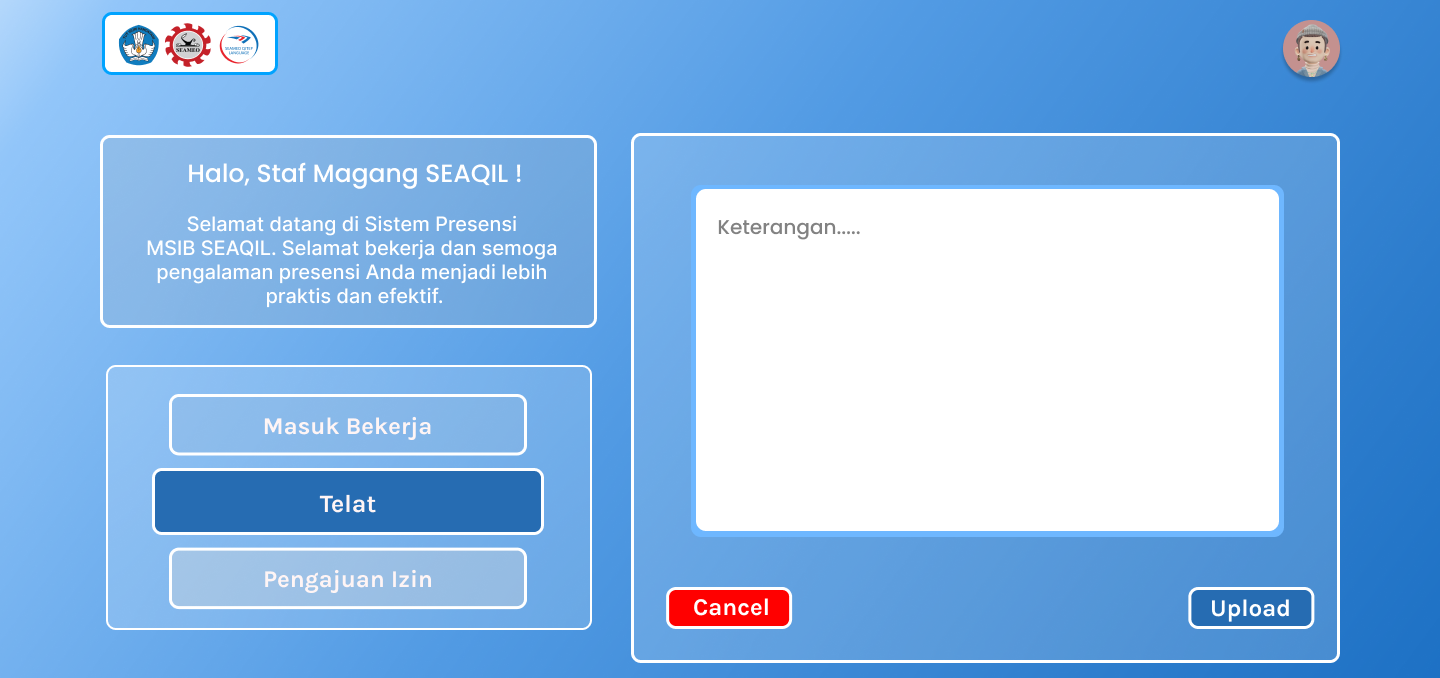 SEAMEO
SEAMEO QITEP
LANGUAGE
Halo, Staf Magang SEAQIL !
Selamat datang di Sistem Presensi
MSIB SEAQIL. Selamat bekerja dan semoga
pengalaman presensi Anda menjadi lebih
praktis dan efektif.
Masuk Bekerja
Telat
Pengajuan Izin
Keterangan.....
Cancel
Upload